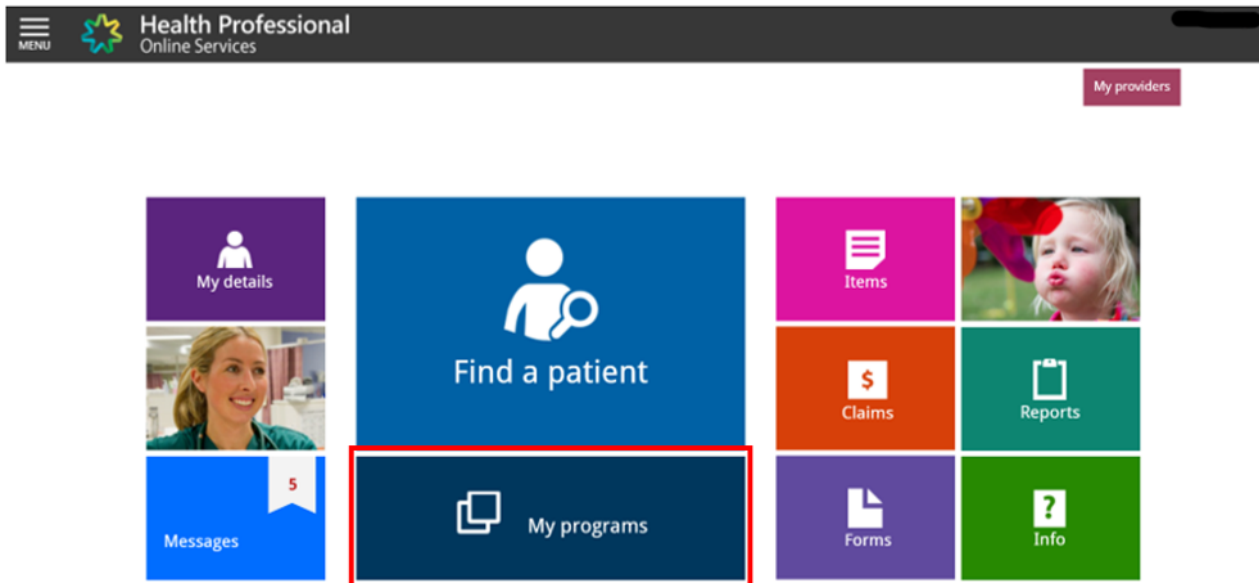 MENU
Health Professional
Online Services
My providers
My details
Find a patient
Items
Claims
$
Reports
5
Messages
My programs
Forms
?
Info